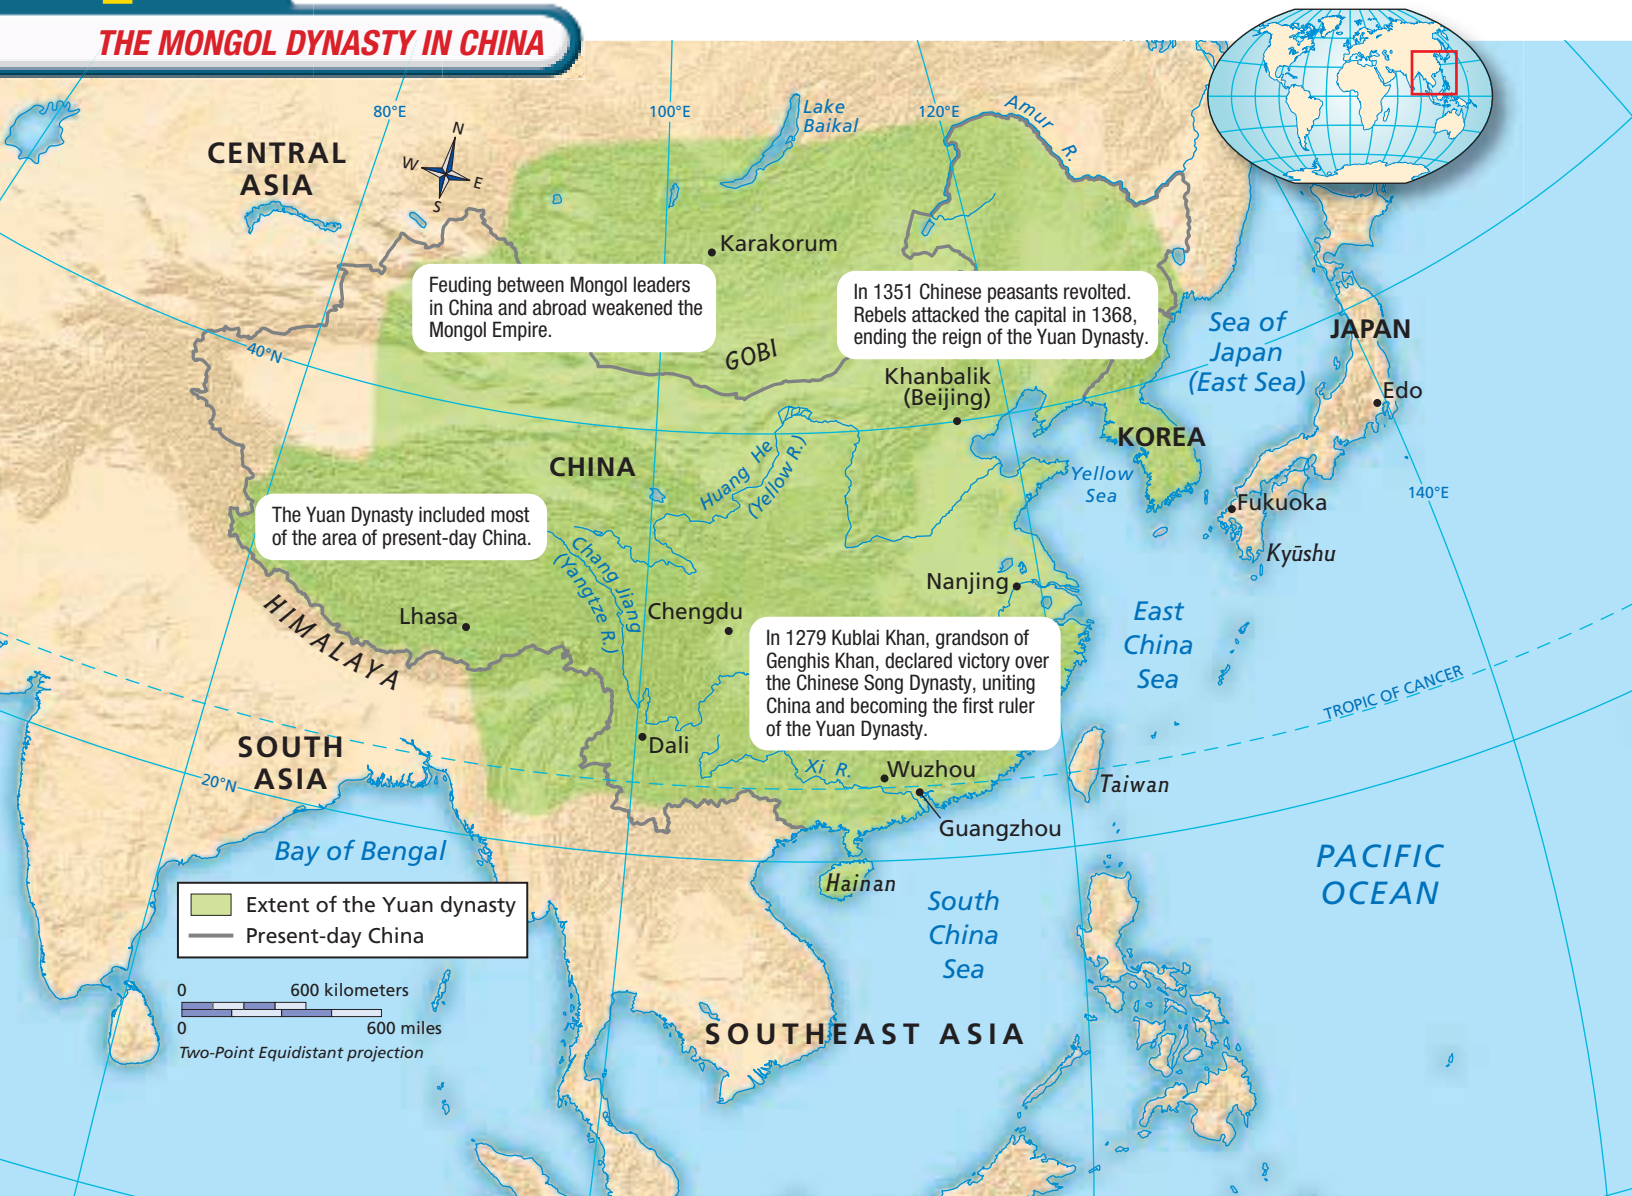 THE MONGOL DYNASTY IN CHINA
80°E
100°E
120°E
Lake
Baikal
Amur R.
N
W
E
S
CENTRAL
ASIA
Karakorum
Feuding between Mongol leaders
in China and abroad weakened the
Mongol Empire.
In 1351 Chinese peasants revolted.
Rebels attacked the capital in 1368,
ending the reign of the Yuan Dynasty.
GOBI
40°N
Sea of
Japan
(East Sea)
JAPAN
Edo
Khanbalik
(Beijing)
KOREA
CHINA
Huang He
(Yellow R.)
Yellow
Sea
140°E
Fukuoka
Kyūshu
The Yuan Dynasty included most
of the area of present-day China.
Chang Jiang
(Yangtze R.)
Nanjing
Lhasa
Chengdu
HIMALAYA
East
China
Sea
In 1279 Kublai Khan, grandson of
Genghis Khan, declared victory over
the Chinese Song Dynasty, uniting
China and becoming the first ruler
of the Yuan Dynasty.
TROPIC OF CANCER
SOUTH
ASIA
20°N
Dali
Xi R.
Wuzhou
Taiwan
Guangzhou
Bay of Bengal
Hainan
PACIFIC
OCEAN
South
China
Sea
Extent of the Yuan dynasty
Present-day China
0 600 kilometers
0 600 miles
Two-Point Equidistant projection
SOUTHEAST ASIA